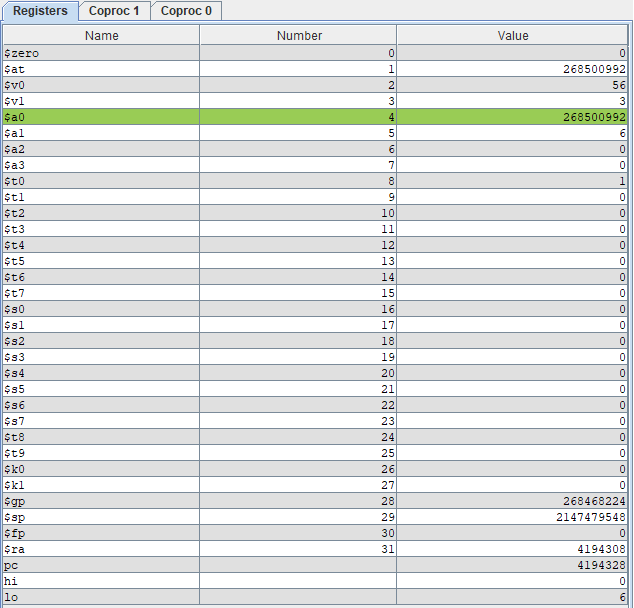 Registers Coproc 1 Coproc 0
Name Number Value
$zero 0 0
$at 1 268500992
$v0 2 56
$v1 3 3
$a0 4 268500992
$a1 5 6
$a2 6 0
$a3 7 0
$t0 8 1
$t1 9 0
$t2 10 0
$t3 11 0
$t4 12 0
$t5 13 0
$t6 14 0
$t7 15 0
$s0 16 0
$s1 17 0
$s2 18 0
$s3 19 0
$s4 20 0
$s5 21 0
$s6 22 0
$s7 23 0
$t8 24 0
$t9 25 0
$k0 26 0
$k1 27 0
$gp 28 268468224
$sp 29 2147479548
$fp 30 0
$ra 31 4194308
pc 4194328
hi 0
lo 6